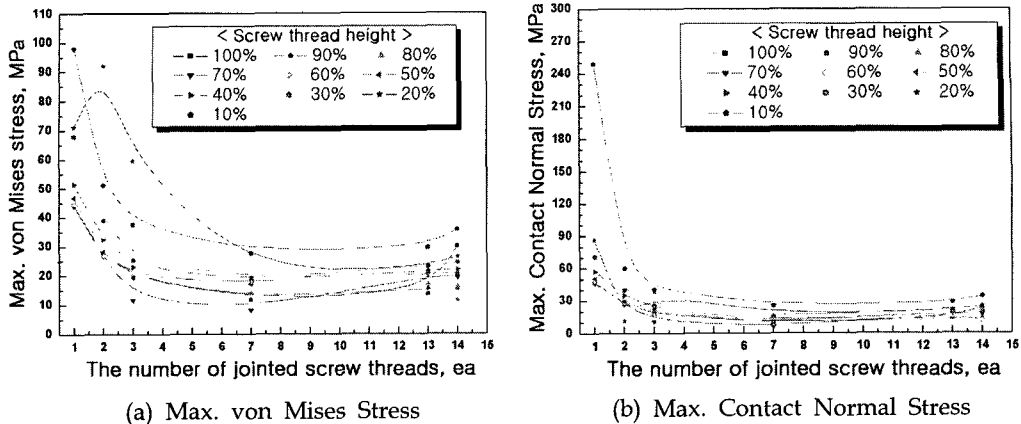 Max. von Mises stress, MPa
110
100
90
80
70
60
50
40
30
20
10
0
< Screw thread height >
100% 90% 80%
70% 60% 50%
40% 30% 20%
10%
1 2 3 4 5 6 7 8 9 10 11 12 13 14 15
The number of jointed screw threads, ea
(a) Max. von Mises Stress
Max. Contact Normal Stress, MPa
300
270
240
210
180
150
120
90
60
30
0
< Screw thread height >
100% 90% 80%
70% 60% 50%
40% 30% 20%
10%
1 2 3 4 5 6 7 8 9 10 11 12 13 14 15
The number of jointed screw threads, ea
(b) Max. Contact Normal Stress